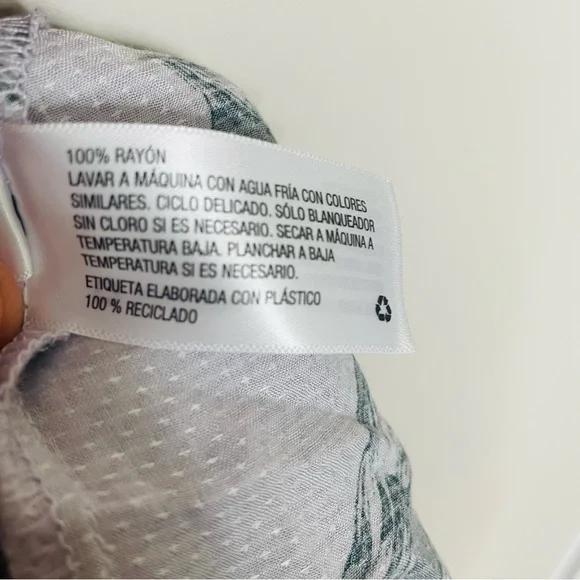 100% RAYÓN
LAVAR A MÁQUINA CON AGUA FRÍA CON COLORES
SIMILARES. CICLO DELICADO. SÓLO BLANQUEADOR
SIN CLORO SI ES NECESARIO. SECAR A MÁQUINA A
TEMPERATURA BAJA. PLANCHAR A BAJA
TEMPERATURA SI ES NECESARIO.
ETIQUETA ELABORADA CON PLÁSTICO
100 % RECICLADO